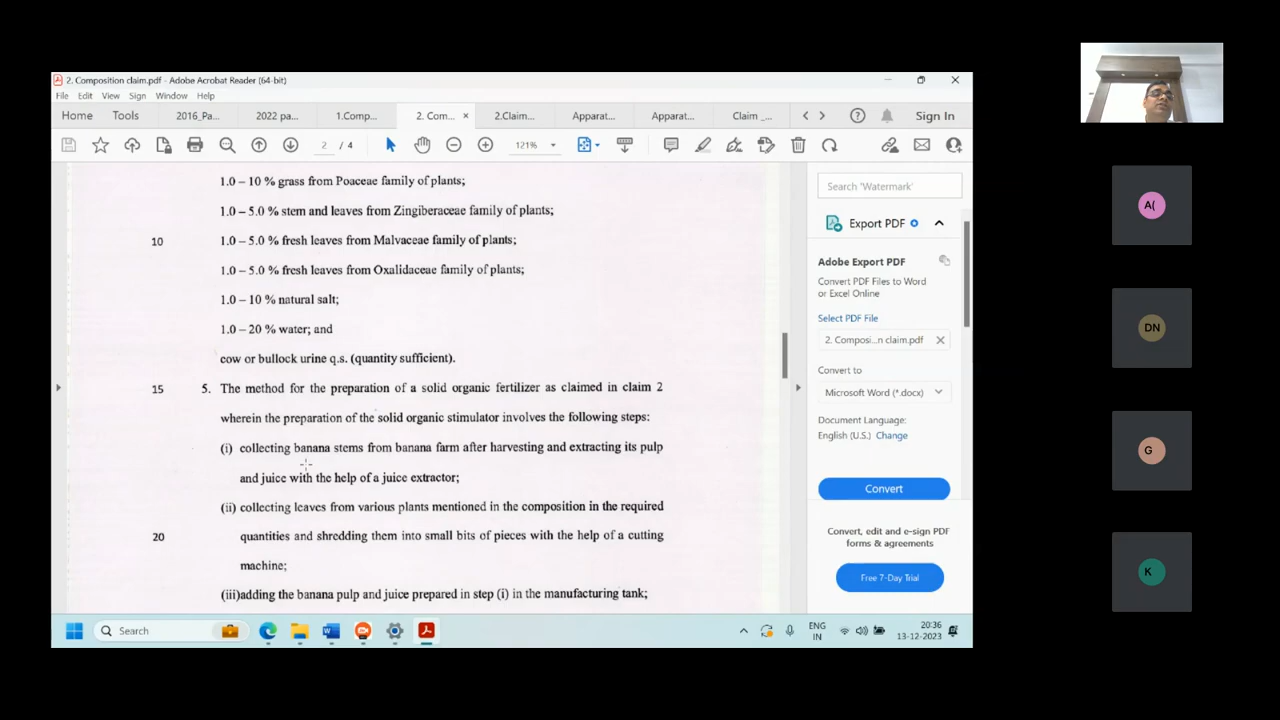 2. Composition claim.pdf - Adobe Acrobat Reader (64-bit)
File Edit View Sign Window Help
Home Tools 2016_Pa... 2022 pa... 1.Comp... 2. Com... × 2.Claim... Apparat... Apparat... Claim _... Sign In
2 / 4 121%
1.0 – 10 % grass from Poaceae family of plants;
1.0 – 5.0 % stem and leaves from Zingiberaceae family of plants;
10 1.0 – 5.0 % fresh leaves from Malvaceae family of plants;
1.0 – 5.0 % fresh leaves from Oxalidaceae family of plants;
1.0 – 10 % natural salt;
1.0 – 20 % water; and
cow or bullock urine q.s. (quantity sufficient).
15 5. The method for the preparation of a solid organic fertilizer as claimed in claim 2
wherein the preparation of the solid organic stimulator involves the following steps:
(i) collecting banana stems from banana farm after harvesting and extracting its pulp
and juice with the help of a juice extractor;
(ii) collecting leaves from various plants mentioned in the composition in the required
20 quantities and shredding them into small bits of pieces with the help of a cutting
machine;
(iii)adding the banana pulp and juice prepared in step (i) in the manufacturing tank;
Search 'Watermark'
Export PDF
Adobe Export PDF
Convert PDF Files to Word
or Excel Online
Select PDF File
2. Composi...n claim.pdf
Convert to
Microsoft Word (*.docx)
Document Language:
English (U.S.) Change
Convert
Convert, edit and e-sign PDF
forms & agreements
Free 7-Day Trial
Search
ENG
IN
20:36
13-12-2023
A(
DN
G
K